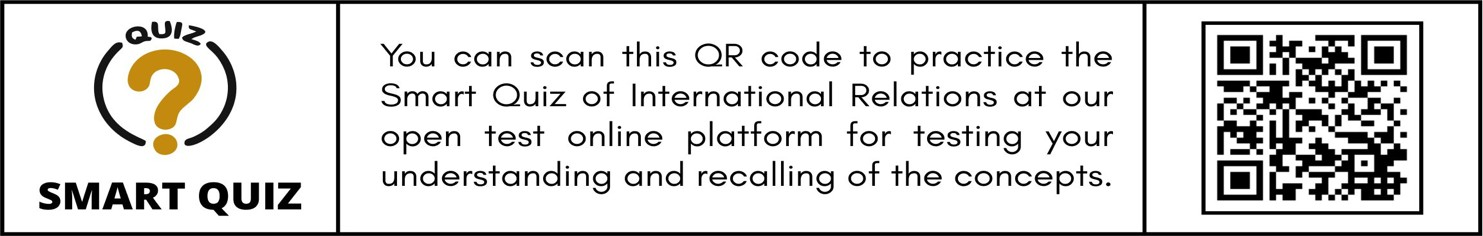 QUIZ
SMART QUIZ
You can scan this QR code to practice the
Smart Quiz of International Relations at our
open test online platform for testing your
understanding and recalling of the concepts.